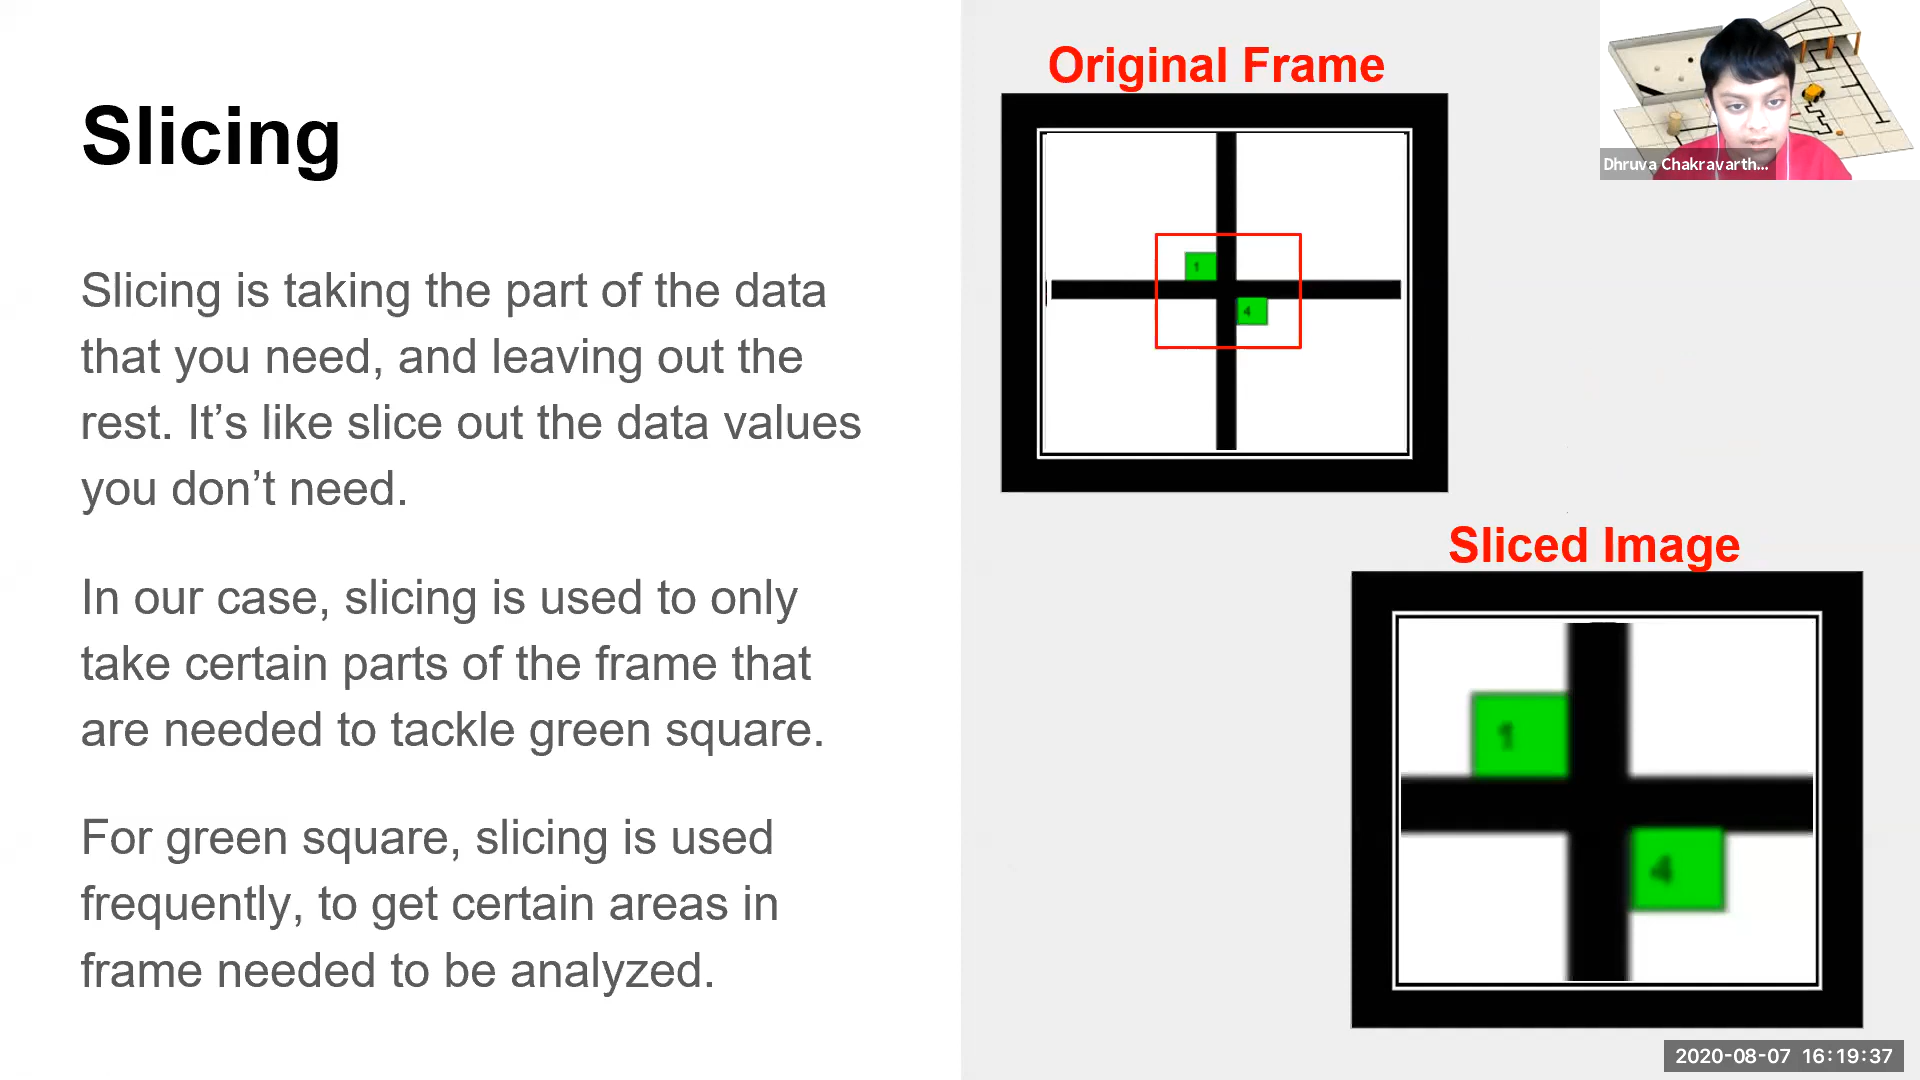 Slicing
Slicing is taking the part of the data
that you need, and leaving out the
rest. It’s like slice out the data values
you don’t need.
In our case, slicing is used to only
take certain parts of the frame that
are needed to tackle green square.
For green square, slicing is used
frequently, to get certain areas in
frame needed to be analyzed.
Original Frame
1
4
Sliced Image
1
4
Dhruva Chakravarth...
2020-08-07 16:19:37